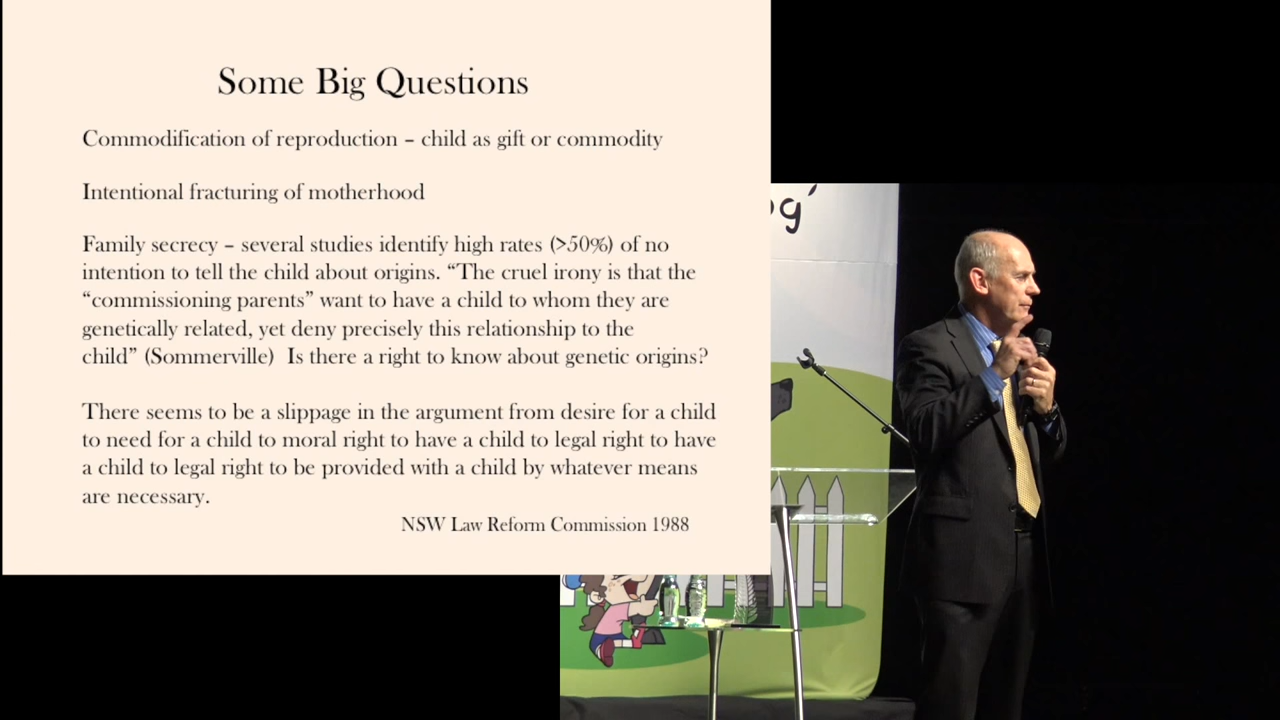 Some Big Questions
Commodification of reproduction – child as gift or commodity
Intentional fracturing of motherhood
Family secrecy – several studies identify high rates (>50%) of no
intention to tell the child about origins. “The cruel irony is that the
“commissioning parents” want to have a child to whom they are
genetically related, yet deny precisely this relationship to the
child” (Sommerville)  Is there a right to know about genetic origins?
There seems to be a slippage in the argument from desire for a child
to need for a child to moral right to have a child to legal right to have
a child to legal right to be provided with a child by whatever means
are necessary.
NSW Law Reform Commission 1988